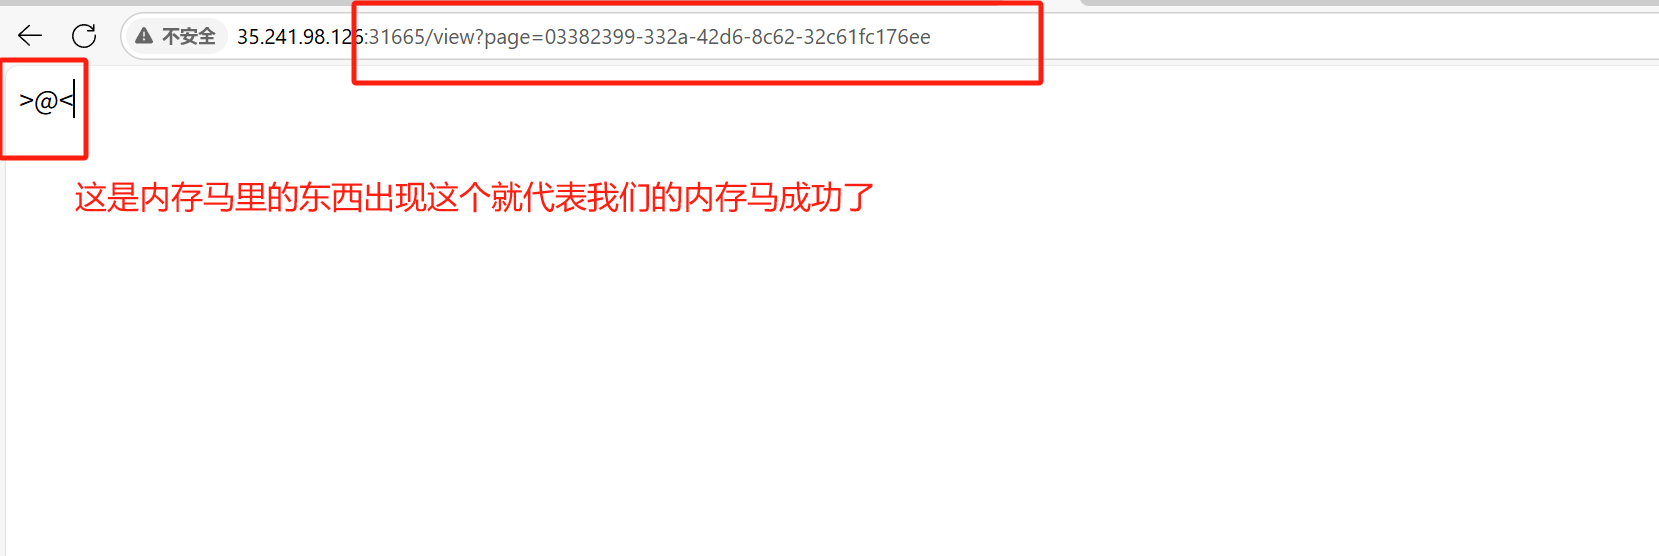 不安全 35.241.98.126:31665/view?page=03382399-332a-42d6-8c62-32c61fc176ee
>@<
这是内存马里的东西出现这个就代表我们的内存马成功了